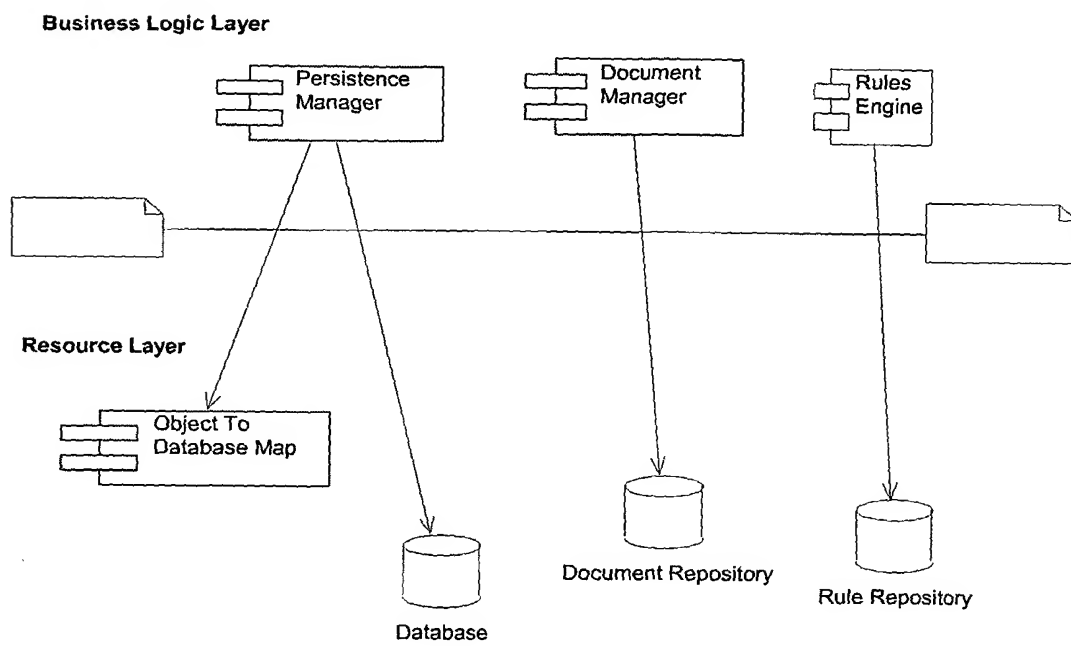 Business Logic Layer
Persistence
Manager
Document
Manager
Rules
Engine
Resource Layer
Object To
Database Map
Document Repository
Rule Repository
Database